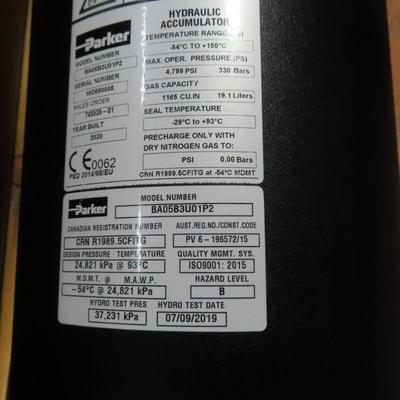 HYDRAULIC
ACCUMULATOR
Parker
MODEL NUMBER
BA05B3U01P2
SERIAL NUMBER
SALES ORDER
745535-01
YEAR BUILT
2020
CE0062
PED 2014/68/EU
TEMPERATURE RANGE
-54°C TO +150°C
MAX. OPER. PRESSURE (PS)
4,786 PSI 330 Bars
GAS CAPACITY
1165 CU.IN 19.1 Liters
SEAL TEMPERATURE
-29°C to +93°C
PRECHARGE ONLY WITH
DRY NITROGEN GAS TO:
PSI 0.00 Bars
CRN R1989.5CFITG at -54°C MDMT
Parker
MODEL NUMBER
BA05B3U01P2
CANADIAN REGISTRATION NUMBER
CRN R1989.5CFITG
AUST.REG.NO./CONST.CODE
PV 6-196572/15
DESIGN PRESSURE TEMPERATURE
24,821 kPa @ 93°C
QUALITY MGMT. SYS.
ISO9001: 2015
M.D.M.T. @ M.A.W.P.
-54°C @ 24,821 kPa
HAZARD LEVEL
B
HYDRO TEST PRES
37,231 kPa
HYDRO TEST DATE
07/09/2019